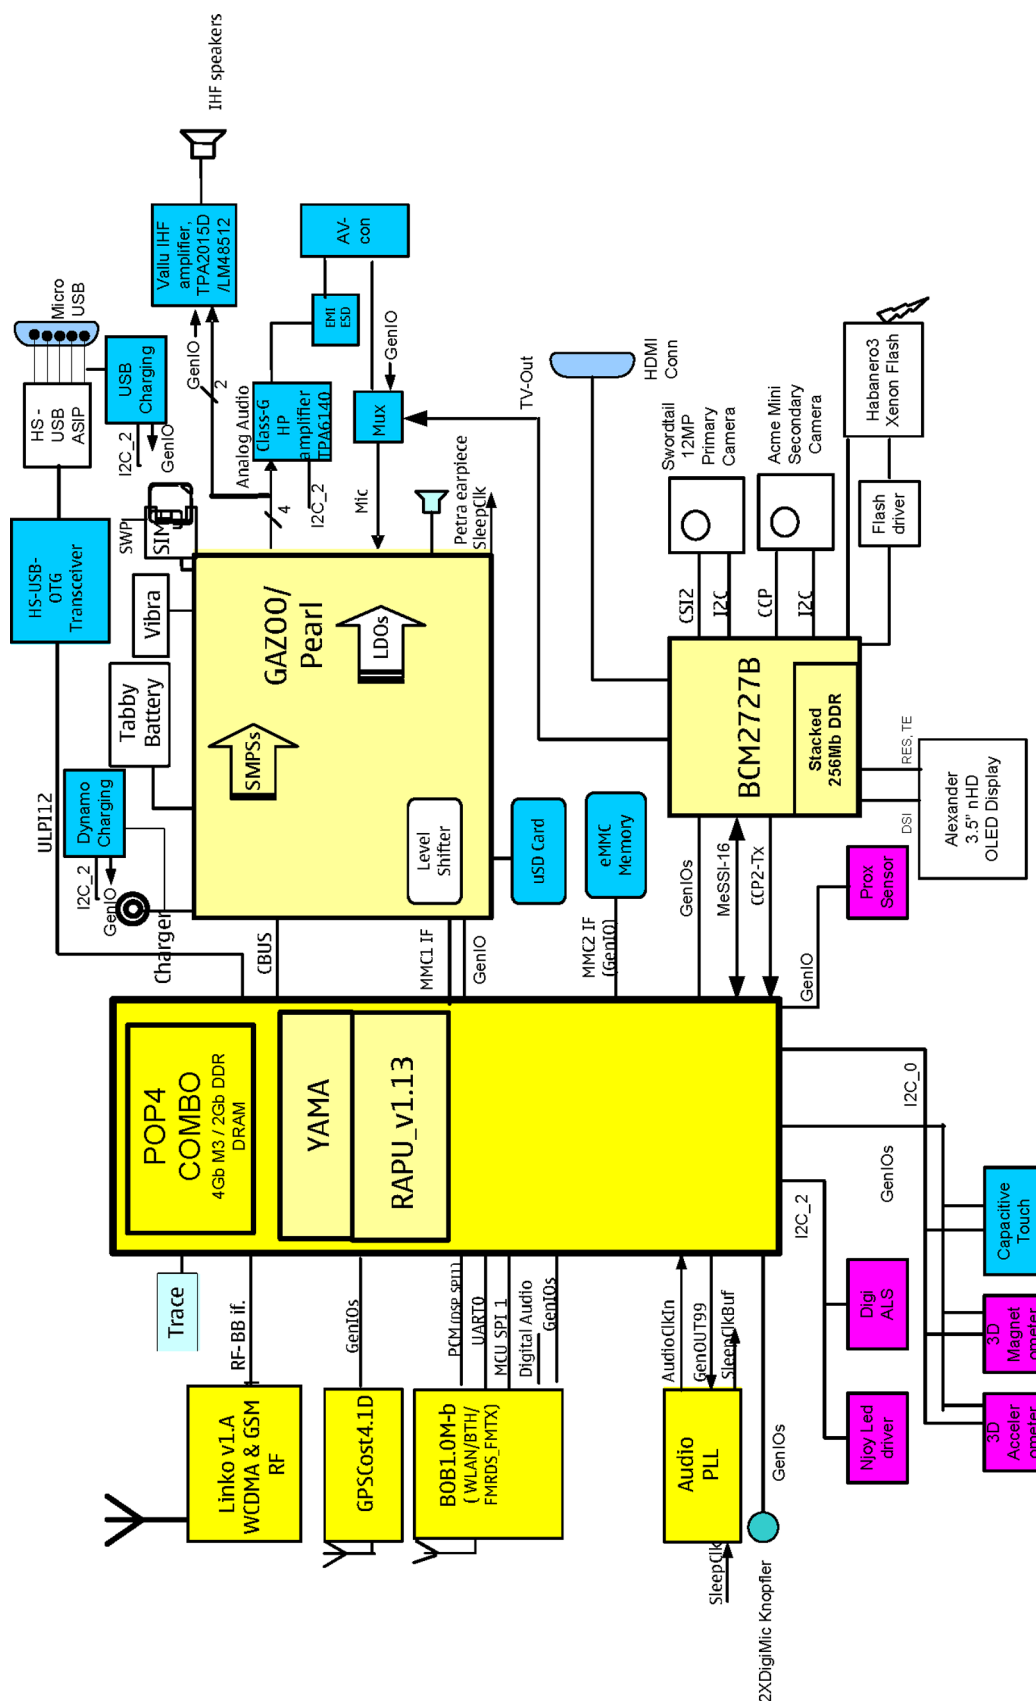 IHF speakers
Micro
USB
HS -
USB
ASIP
USB
Charging
I2C_2
GenIO
Vallu IHF
amplifier,
TPA2015D
/LM48512
GenIO
2
Analog Audio
AV-
con
EMI
ESD
Class-G
HP
amplifier
TPA6140
I2C_2
4
GenIO
Mux
Mic
TV-Out
HDMI
Conn
HS-USB-
OTG
Transceiver
SWP
SIM
Vibra
Tabby
Battery
Dynamo
Charging
I2C_2
GenIO
Charger
ULPI12
GAZOO/
Pearl
SMPSs
LDOs
Level
Shifter
Petra earpiece
SleepClk
uSD Card
eMMC
Memory
Swordtail
12MP
Primary
Camera
Acme Mini
Secondary
Camera
Habanero3
Xenon Flash
Flash
driver
CSI2
I2C
CCP
I2C
BCM2727B
Stacked
256Mb DDR
RES, TE
DSI
Alexander
3.5" nHD
OLED Display
Prox
Sensor
GenIO
CBUS
MMC1 IF
GenIO
MMC2 IF
(GenIO)
GenIOs
MeSSI-16
CCP2-Tx
POP4
COMBO
4Gb M3 / 2Gb DDR
DRAM
YAMA
RAPU_v1.13
Trace
RF-BB if.
GenIOs
PCM(DSP SPI1)
UART0
MCU SPI 1
Digital Audio
GenIOs
AudioClkIn
GenOUT99
SleepClkBuf
GenIOs
I2C_2
GenIOs
I2C_0
Linko v1.A
WCDMA & GSM
RF
GPSCost4.1D
BOB1.0M-b
( WLAN/BTH/
FMRDS_FMTX)
Audio
PLL
SleepClk
2XDigiMic Knopfler
Njoy Led
driver
Digi
ALS
3D
Acceler
ometer
3D
Magnet
ometer
Capacitive
Touch